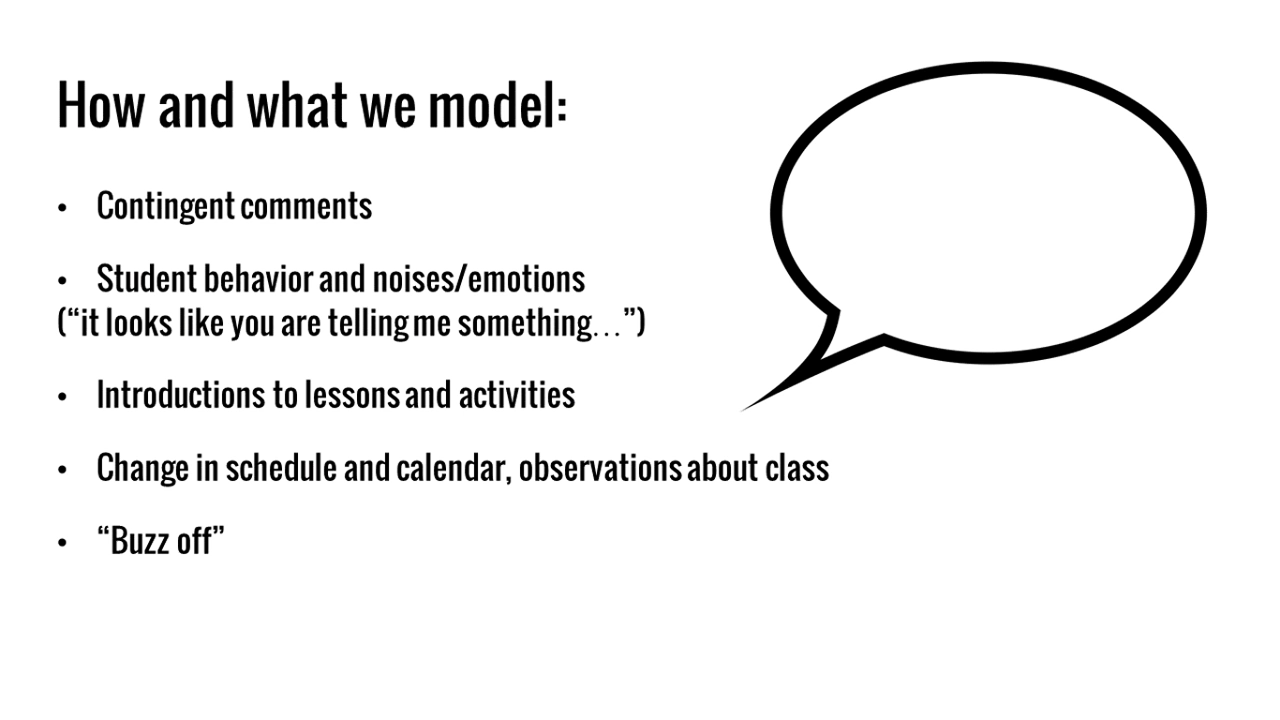 How and what we model:
• Contingent comments
• Student behavior and noises/emotions
(“it looks like you are telling me something…”)
• Introductions to lessons and activities
• Change in schedule and calendar, observations about class
• “Buzz off”